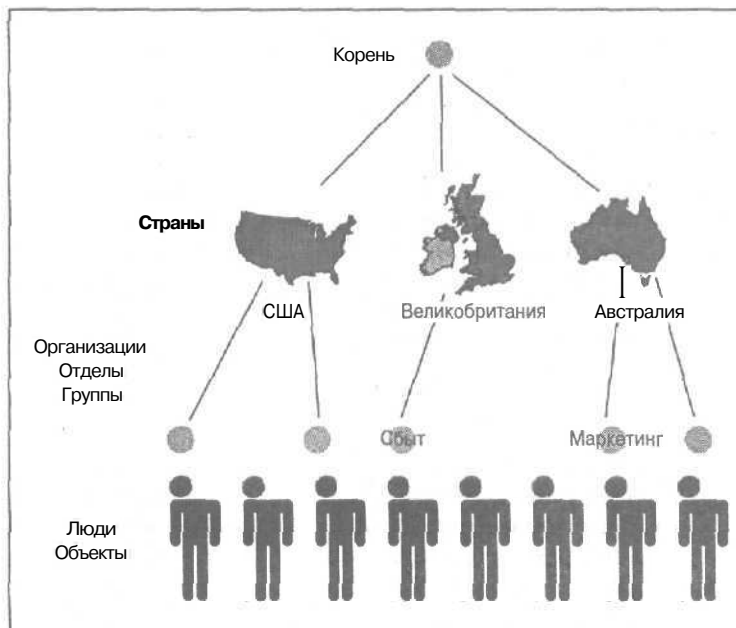 Корень
Страны
США
Великобритания
Австралия
Организации
Отделы
Группы
Сбыт
Маркетинг
Люди
Объекты